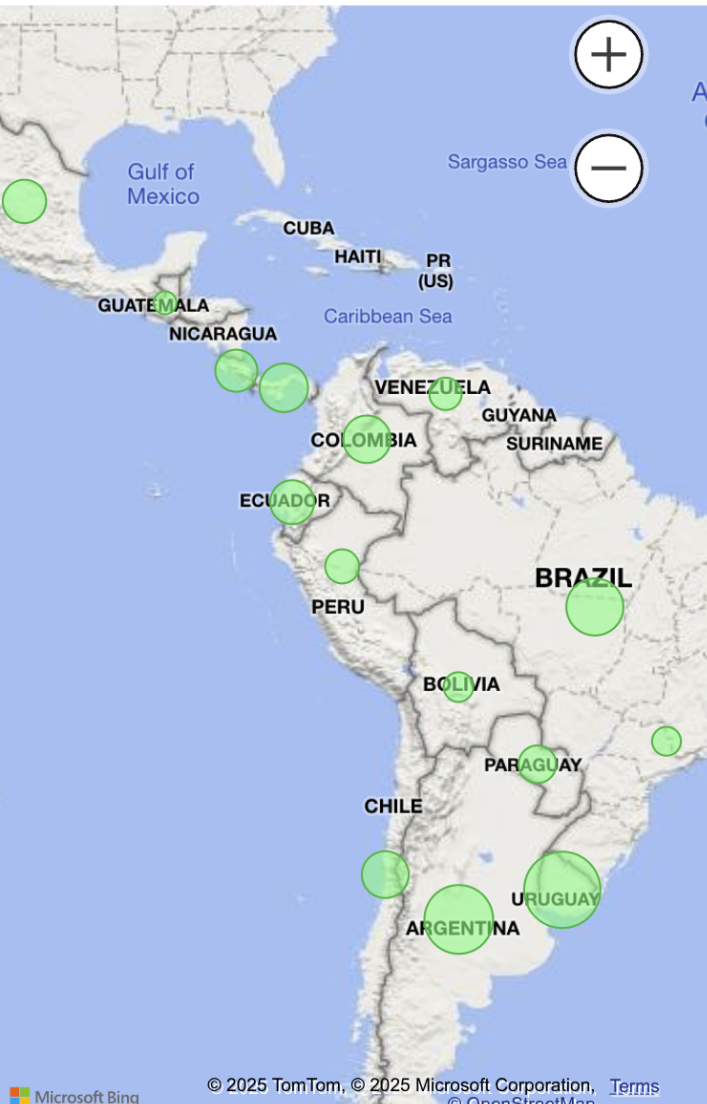 +
A
Gulf of
Mexico
Sargasso Sea
−
CUBA
HAITI
PR
(US)
GUATEMALA
Caribbean Sea
NICARAGUA
VENEZUELA
GUYANA
COLOMBIA
SURINAME
ECUADOR
BRAZIL
PERU
BOLIVIA
PARAGUAY
CHILE
URUGUAY
ARGENTINA
© 2025 TomTom, © 2025 Microsoft Corporation, Terms
Microsoft Bing
© OpenStreetMap